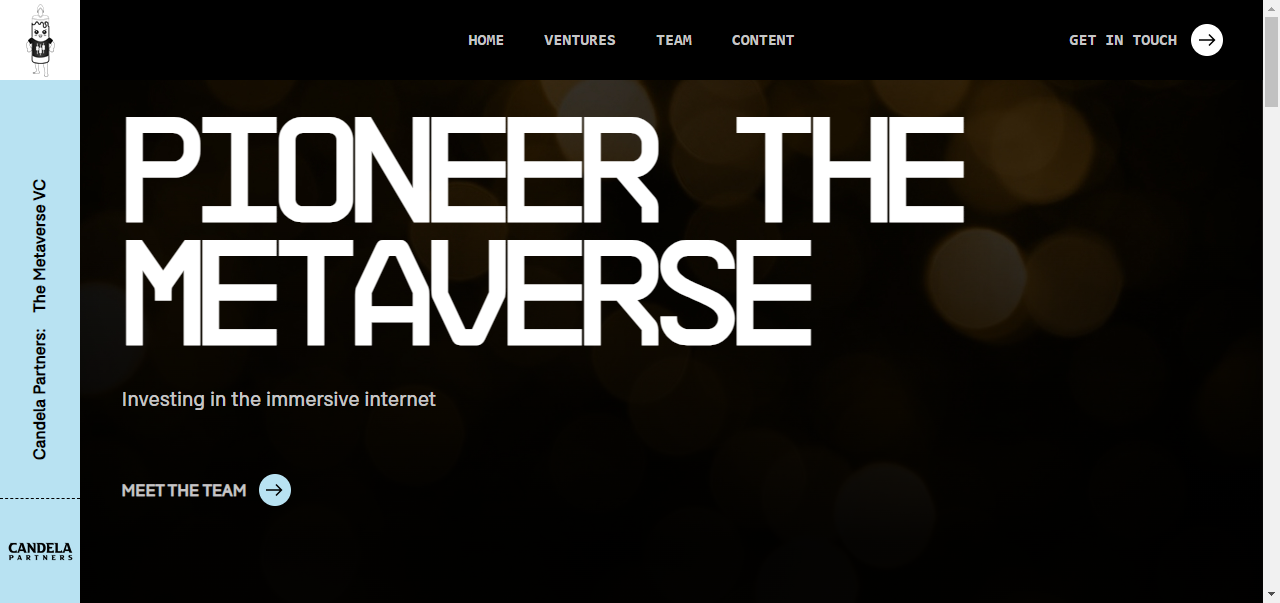 HOME VENTURES TEAM CONTENT GET IN TOUCH
PIONEER THE
METAVERSE
Investing in the immersive internet
MEET THE TEAM
Candela Partners: The Metaverse VC
CANDELA
PARTNERS